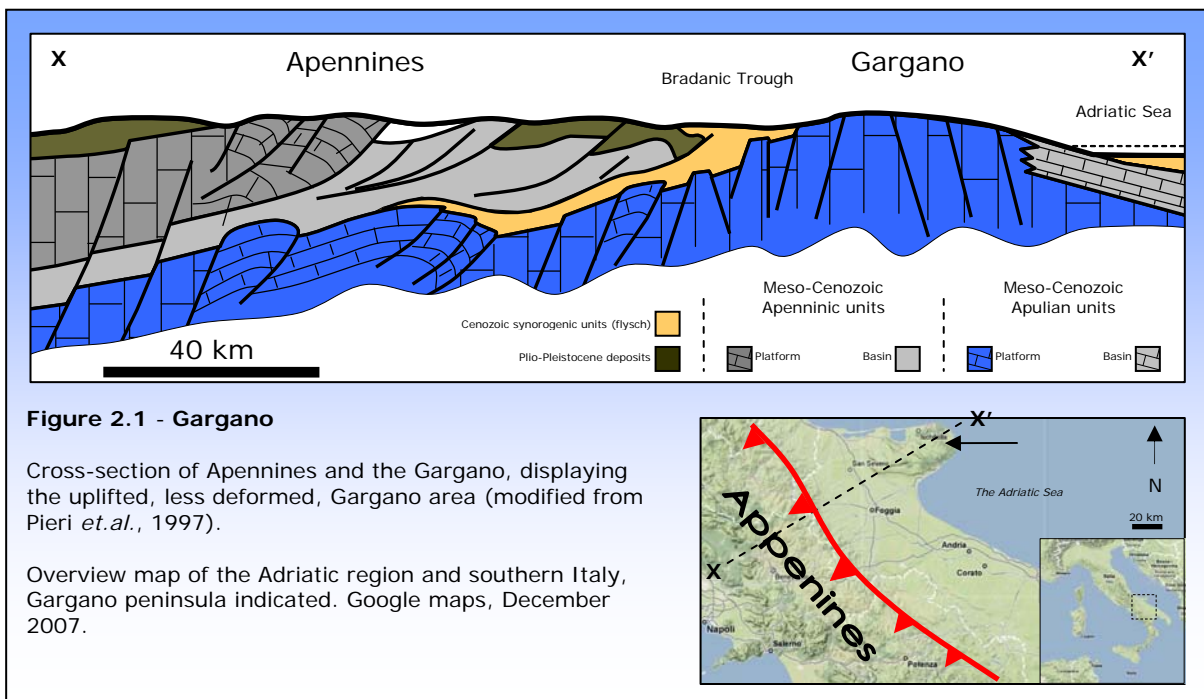 X
Apennines
Bradanic Trough
Gargano
X'
Adriatic Sea
Meso-Cenozoic
Apenninic units
Meso-Cenozoic
Apulian units
Cenozoic synorogenic units (flysch)
Plio-Pleistocene deposits
Platform
Basin
Platform
Basin
40 km
Figure 2.1 - Gargano
Cross-section of Apennines and the Gargano, displaying
the uplifted, less deformed, Gargano area (modified from
Pieri et.al., 1997).
Overview map of the Adriatic region and southern Italy,
Gargano peninsula indicated. Google maps, December
2007.
X'
San Severo
The Adriatic Sea
N
20 km
Foggia
Appenines
X
Andria
Corato
Napoli
Salerno
Potenza
Italia